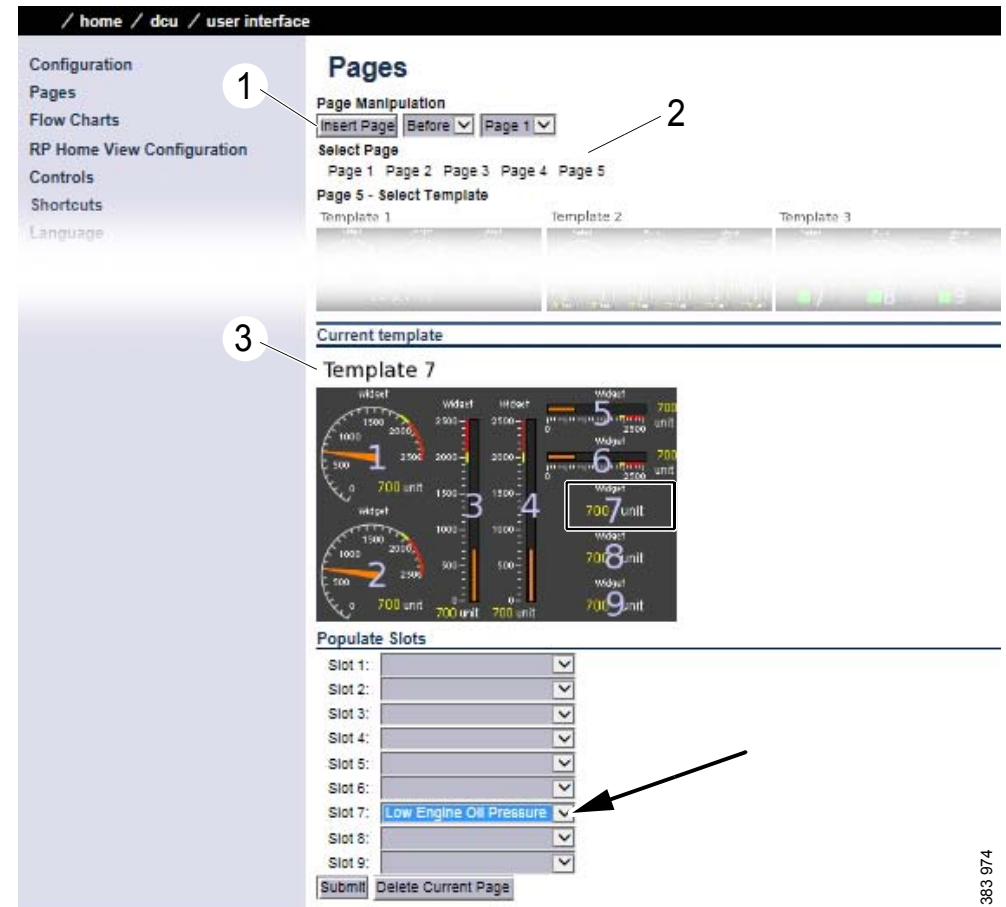 / home / dcu / user interface
Configuration
Pages
Flow Charts
RP Home View Configuration
Controls
Shortcuts
Language
Pages
1
Page Manipulation
Insert Page Before Page 1
2
Select Page
Page 1 Page 2 Page 3 Page 4 Page 5
Page 5 - Select Template
Template 1 Template 2 Template 3
7 8 9
Current template
3
Template 7
Widget
1500
1000 2000
500 2500
0
1
700 unit
Widget
1500
1000 2000
500 2500
0
2
700 unit
Widget
2500
2000
1500
3
1000
500
0
700 unit
Widget
2500
2000
1500
4
1000
500
0
700 unit
Widget
5
700
unit
0 2500
Widget
6
700
unit
0 2500
Widget
700 unit
7
Widget
700 unit
8
Widget
700 unit
9
Populate Slots
Slot 1:
Slot 2:
Slot 3:
Slot 4:
Slot 5:
Slot 6:
Slot 7: Low Engine Oil Pressure
Slot 8:
Slot 9:
Submit Delete Current Page
383 974